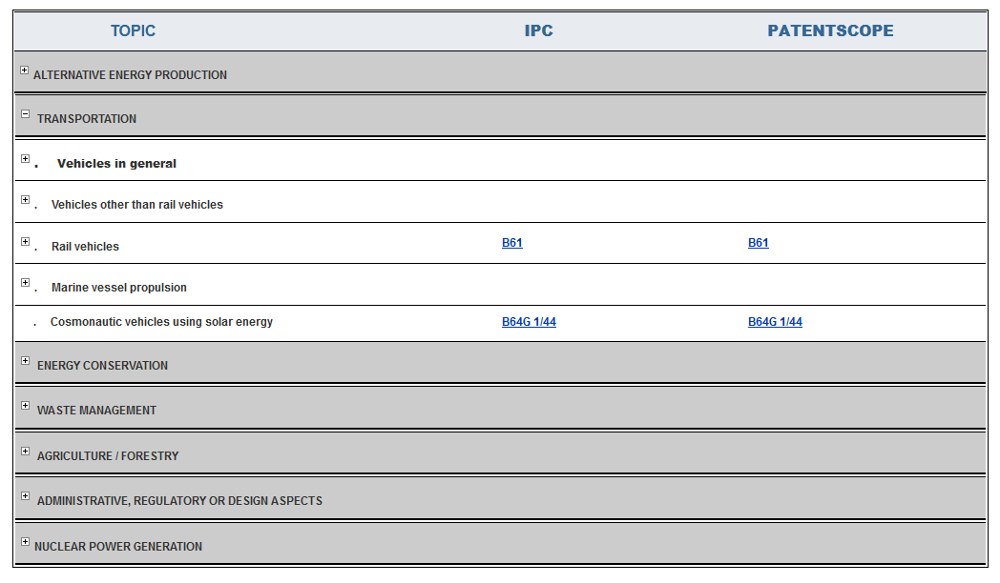 TOPIC IPC PATENTSCOPE
ALTERNATIVE ENERGY PRODUCTION
TRANSPORTATION
. Vehicles in general
. Vehicles other than rail vehicles
. Rail vehicles B61 B61
. Marine vessel propulsion
. Cosmonautic vehicles using solar energy B64G 1/44 B64G 1/44
ENERGY CONSERVATION
WASTE MANAGEMENT
AGRICULTURE / FORESTRY
ADMINISTRATIVE, REGULATORY OR DESIGN ASPECTS
NUCLEAR POWER GENERATION